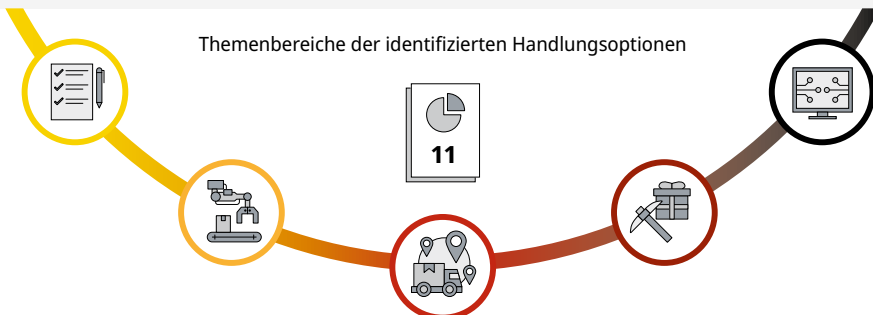 Themenbereiche der identifizierten Handlungsoptionen
11